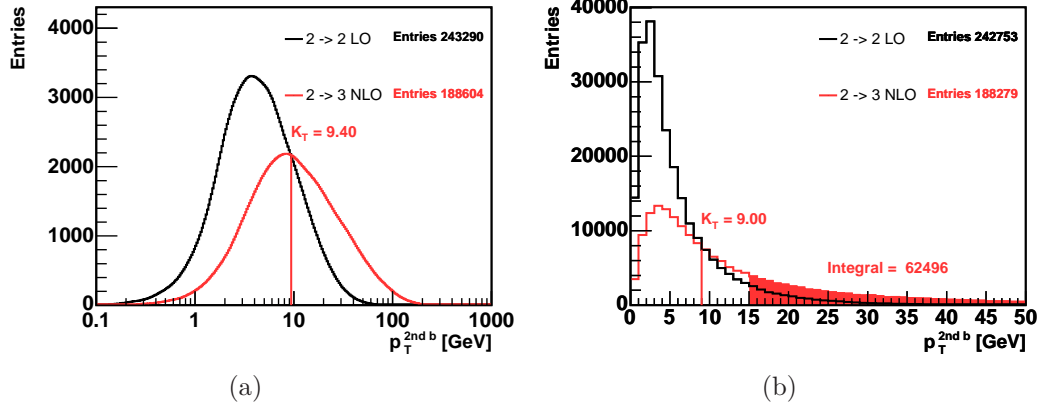 Entries
4000
3000
2000
1000
0
2 -> 2 LO
Entries 243290
2 -> 3 NLO
Entries 188604
K_T = 9.40
0.1 1 10 100 1000
p_T^{2nd b} [GeV]
(a)
Entries
40000
30000
20000
10000
0
2 -> 2 LO
Entries 242753
2 -> 3 NLO
Entries 188279
K_T = 9.00
Integral = 62496
0 5 10 15 20 25 30 35 40 45 50
p_T^{2nd b} [GeV]
(b)